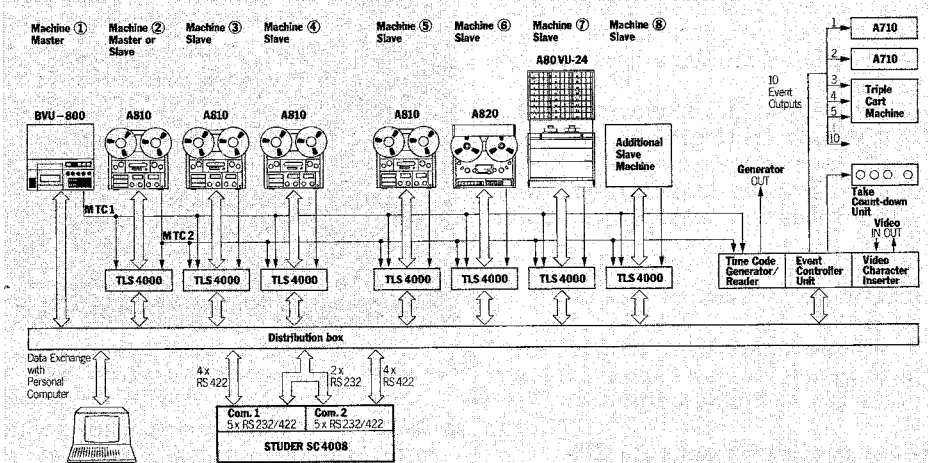 Machine ① Master
Machine ② Master or Slave
Machine ③ Slave
Machine ④ Slave
Machine ⑤ Slave
Machine ⑥ Slave
Machine ⑦ Slave
Machine ⑧ Slave
BVU-800
A810
A810
A810
A810
A820
A80 VU-24
Additional Slave Machine
10 Event Outputs
1
A710
2
A710
3
4
5
Triple Cart Machine
10
Generator OUT
Take Count-down Unit
Video IN OUT
MTC1
MTC2
TLS 4000
TLS 4000
TLS 4000
TLS 4000
TLS 4000
TLS 4000
TLS 4000
Time Code Generator/ Reader
Event Controller Unit
Video Character Inserter
Distribution box
Data Exchange with Personal Computer
4 x RS 422
2 x RS 232
4 x RS 422
Com. 1
5 x RS 232/422
Com. 2
5 x RS 232/422
STUDER SC 4008